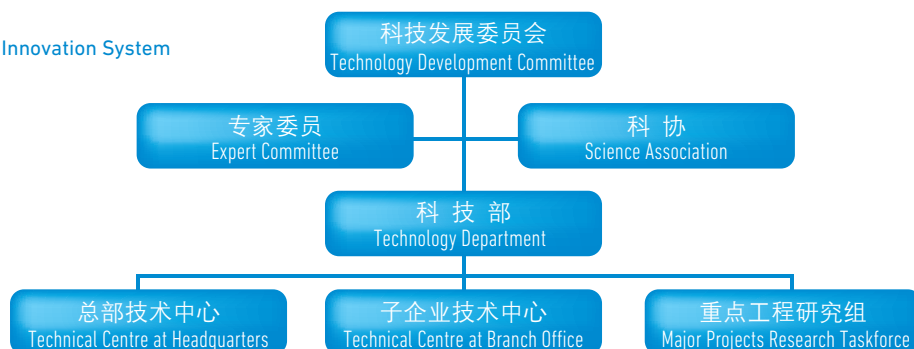 科技发展委员会
Technology Development Committee
Innovation System
专家委员
Expert Committee
科 协
Science Association
科 技 部
Technology Department
总部技术中心
Technical Centre at Headquarters
子企业技术中心
Technical Centre at Branch Office
重点工程研究组
Major Projects Research Taskforce